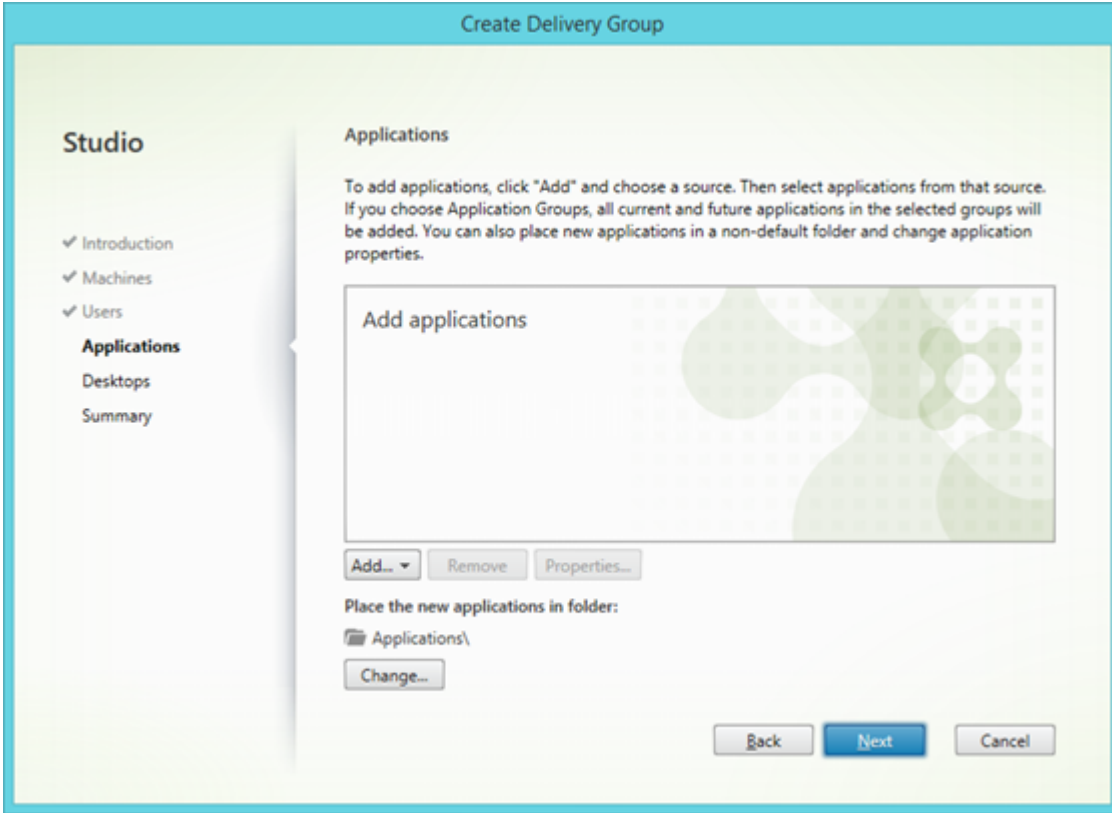 Create Delivery Group
Studio
✔ Introduction
✔ Machines
✔ Users
Applications
Desktops
Summary
Applications
To add applications, click "Add" and choose a source. Then select applications from that source.
If you choose Application Groups, all current and future applications in the selected groups will
be added. You can also place new applications in a non-default folder and change application
properties.
Add applications
Add...
Remove
Properties...
Place the new applications in folder:
Applications\
Change...
Back
Next
Cancel